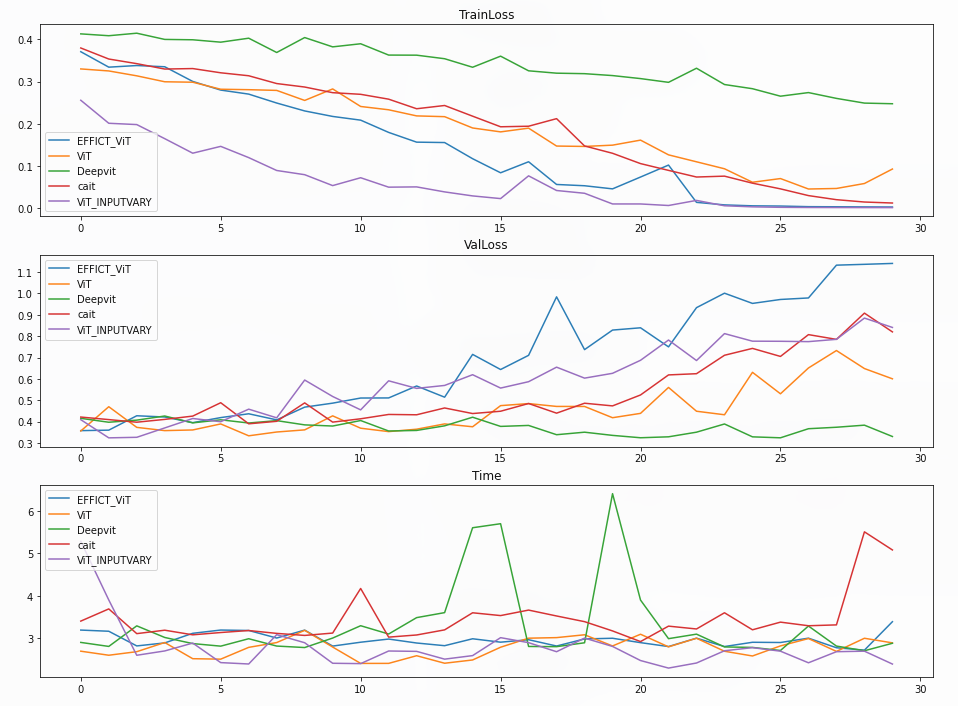 TrainLoss
0.4
0.3
0.2
0.1
0.0
EFFICT_ViT
ViT
Deepvit
cait
ViT_INPUTVARY
0 5 10 15 20 25 30
ValLoss
1.1
1.0
0.9
0.8
0.7
0.6
0.5
0.4
0.3
EFFICT_ViT
ViT
Deepvit
cait
ViT_INPUTVARY
0 5 10 15 20 25 30
Time
6
5
4
3
EFFICT_ViT
ViT
Deepvit
cait
ViT_INPUTVARY
0 5 10 15 20 25 30